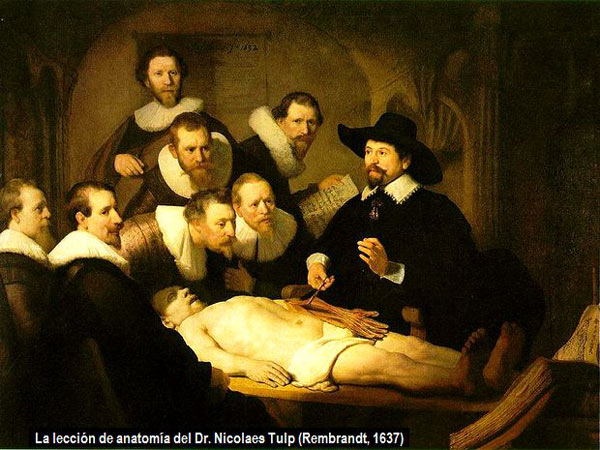 La lección de anatomía del Dr. Nicolaes Tulp (Rembrandt, 1637)